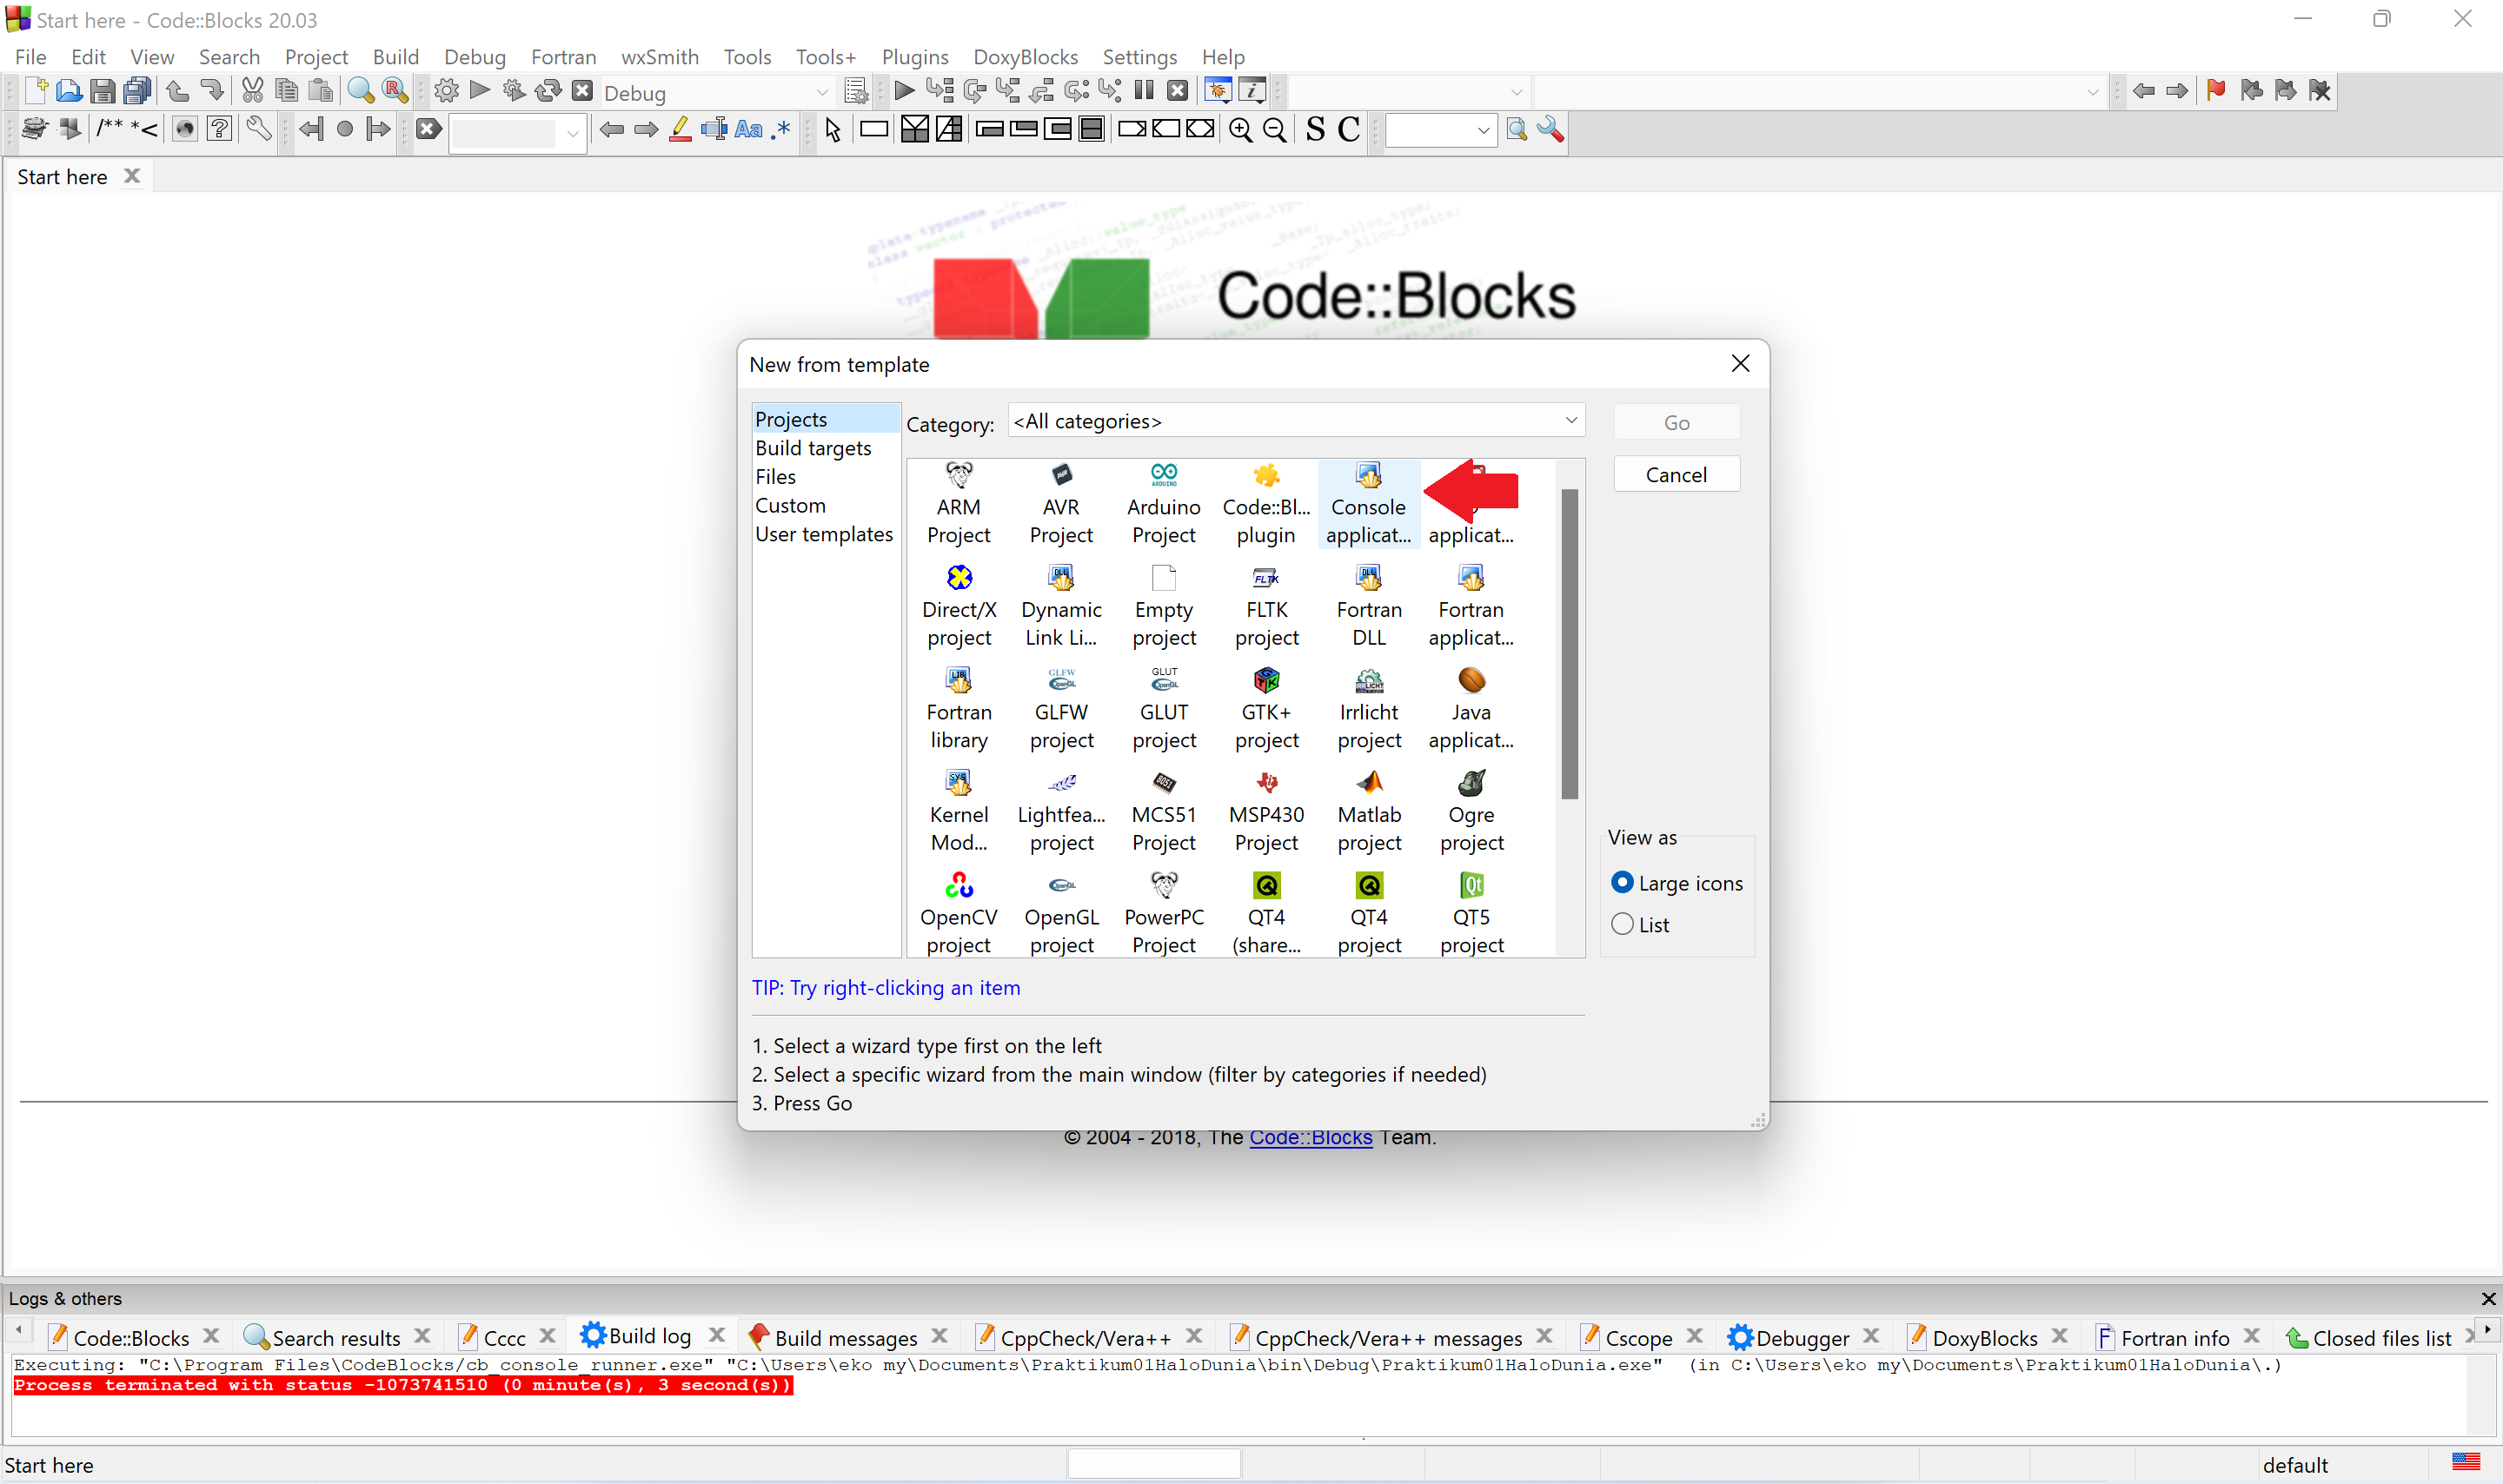 Start here - Code::Blocks 20.03
File Edit View Search Project Build Debug Fortran wxSmith Tools Tools+ Plugins DoxyBlocks Settings Help
Debug
/** *<
Aa .*
S C
Start here
Code::Blocks
New from template
Projects
Build targets
Files
Custom
User templates
Category: <All categories>
Go
Cancel
ARM Project
AVR Project
Arduino Project
Code::Bl... plugin
Console applicat...
applicat...
Direct/X project
Dynamic Link Li...
Empty project
FLTK project
Fortran DLL
Fortran applicat...
Fortran library
GLFW project
GLUT project
GTK+ project
Irrlicht project
Java applicat...
Kernel Mod...
Lightfea... project
MCS51 Project
MSP430 Project
Matlab project
Ogre project
OpenCV project
OpenGL project
PowerPC Project
QT4 (share...
QT4 project
QT5 project
View as
Large icons
List
TIP: Try right-clicking an item
1. Select a wizard type first on the left
2. Select a specific wizard from the main window (filter by categories if needed)
3. Press Go
© 2004 - 2018, The Code::Blocks Team.
Logs & others
Code::Blocks Search results Cccc Build log Build messages CppCheck/Vera++ CppCheck/Vera++ messages Cscope Debugger DoxyBlocks Fortran info Closed files list
Executing: "C:\Program Files\CodeBlocks/cb_console_runner.exe" "C:\Users\eko my\Documents\Praktikum01HaloDunia\bin\Debug\Praktikum01HaloDunia.exe" (in C:\Users\eko my\Documents\Praktikum01HaloDunia\.)
Process terminated with status -1073741510 (0 minute(s), 3 second(s))
Start here
default